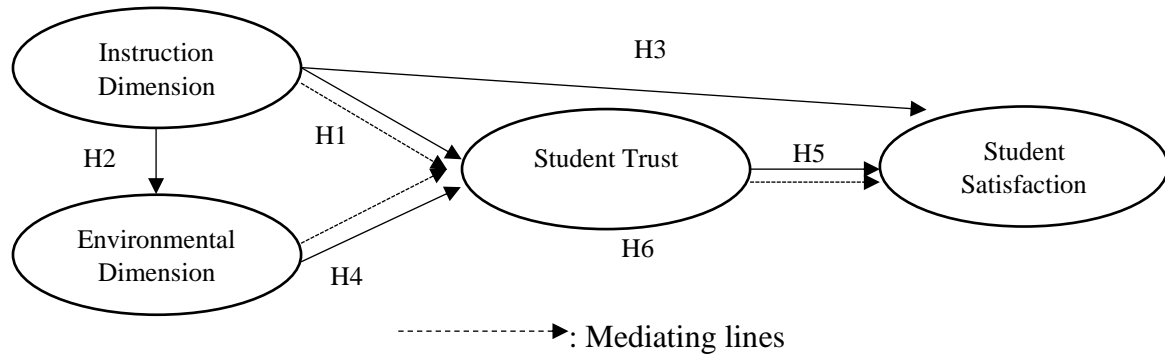 Instruction
Dimension
H3
H1
H2
Student Trust
H5
Student
Satisfaction
Environmental
Dimension
H4
H6
: Mediating lines